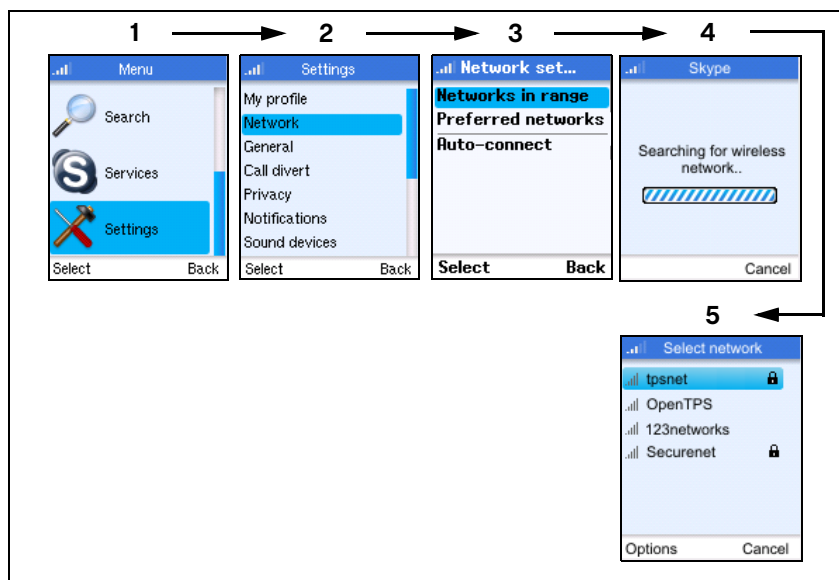 1 2 3 4
Menu
Search
Services
Settings
Select Back
Settings
My profile
Network
General
Call divert
Privacy
Notifications
Sound devices
Select Back
Network set...
Networks in range
Preferred networks
Auto-connect
Select Back
Skype
Searching for wireless
network..
Cancel
5
Select network
tpsnet
OpenTPS
123networks
Securenet
Options Cancel